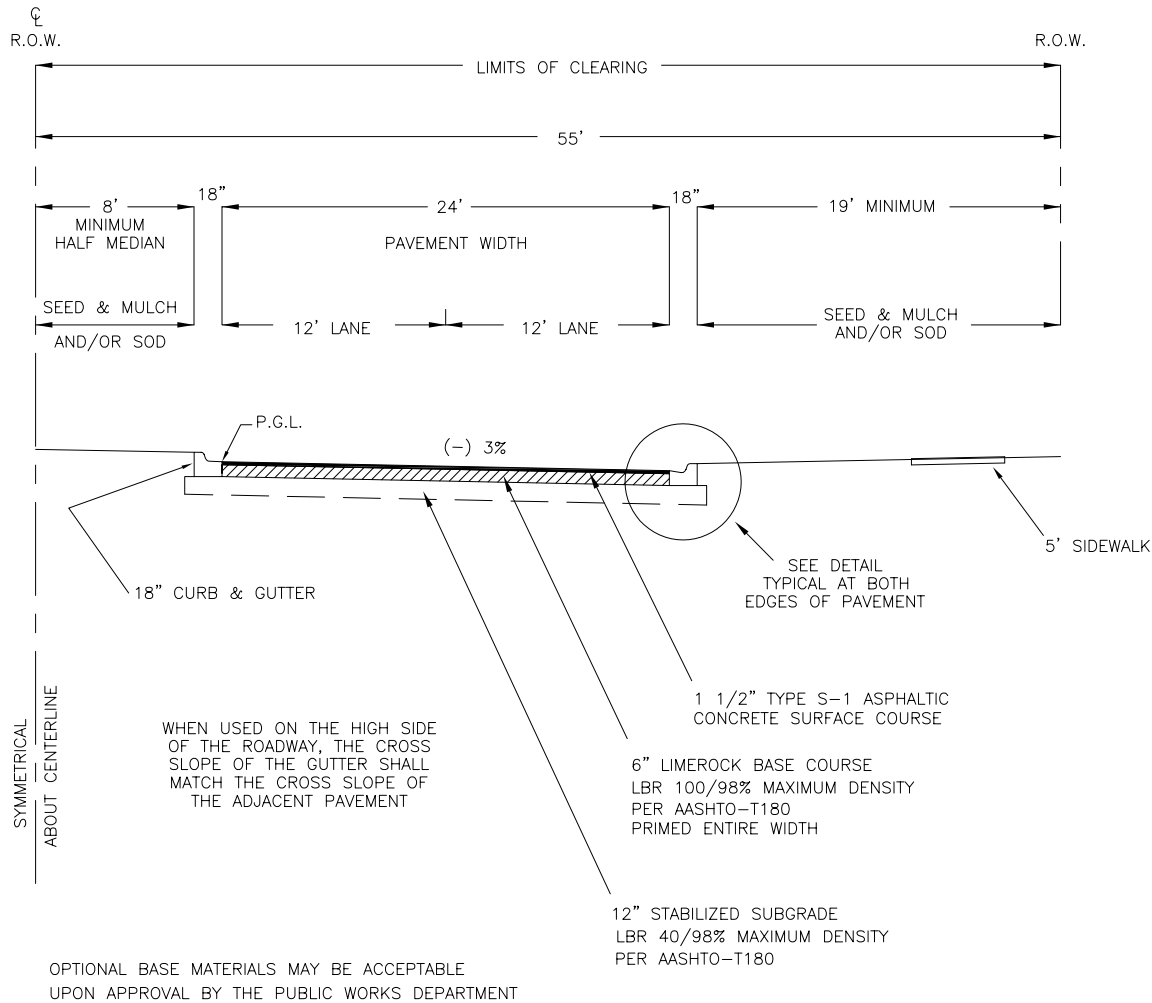 ℄
R.O.W.
R.O.W.
LIMITS OF CLEARING
55'
8'
MINIMUM
HALF MEDIAN
18"
24'
PAVEMENT WIDTH
18"
19' MINIMUM
SEED & MULCH
AND/OR SOD
12' LANE
12' LANE
SEED & MULCH
AND/OR SOD
P.G.L.
(-) 3%
5' SIDEWALK
SEE DETAIL
TYPICAL AT BOTH
EDGES OF PAVEMENT
18" CURB & GUTTER
SYMMETRICAL
ABOUT CENTERLINE
WHEN USED ON THE HIGH SIDE
OF THE ROADWAY, THE CROSS
SLOPE OF THE GUTTER SHALL
MATCH THE CROSS SLOPE OF
THE ADJACENT PAVEMENT
1 1/2" TYPE S-1 ASPHALTIC
CONCRETE SURFACE COURSE
6" LIMEROCK BASE COURSE
LBR 100/98% MAXIMUM DENSITY
PER AASHTO-T180
PRIMED ENTIRE WIDTH
12" STABILIZED SUBGRADE
LBR 40/98% MAXIMUM DENSITY
PER AASHTO-T180
OPTIONAL BASE MATERIALS MAY BE ACCEPTABLE
UPON APPROVAL BY THE PUBLIC WORKS DEPARTMENT